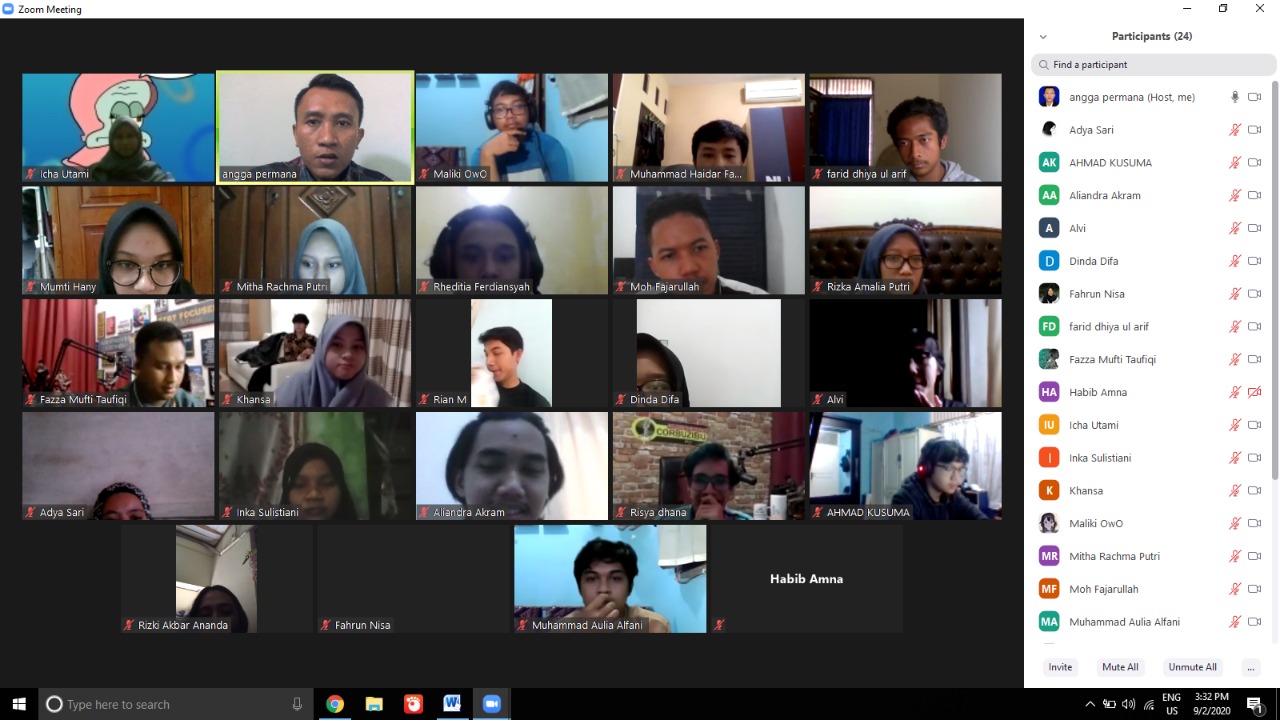 Zoom Meeting
Icha Utami
angga permana
Maliki OwO
Muhammad Haidar Fa...
farid dhiya ul arif
Mumti Hany
Mitha Rachma Putri
Rheditia Ferdiansyah
Moh Fajarullah
Rizka Amalia Putri
Fazza Mufti Taufiqi
Khansa
Rian M
Dinda Difa
Alvi
Adya Sari
Inka Sulistiani
Aliandra Akram
CORBUZIER
Risya dhana
AHMAD KUSUMA
Rizki Akbar Ananda
Fahrun Nisa
Muhammad Aulia Alfani
Habib Amna
Participants (24)
Find a participant
angga permana (Host, me)
Adya Sari
AK AHMAD KUSUMA
AA Aliandra Akram
A Alvi
D Dinda Difa
Fahrun Nisa
FD farid dhiya ul arif
Fazza Mufti Taufiqi
HA Habib Amna
IU Icha Utami
I Inka Sulistiani
K Khansa
Maliki OwO
MR Mitha Rachma Putri
MF Moh Fajarullah
MA Muhammad Aulia Alfani
Invite Mute All Unmute All ...
Type here to search
ENG
US
3:32 PM
9/2/2020
1